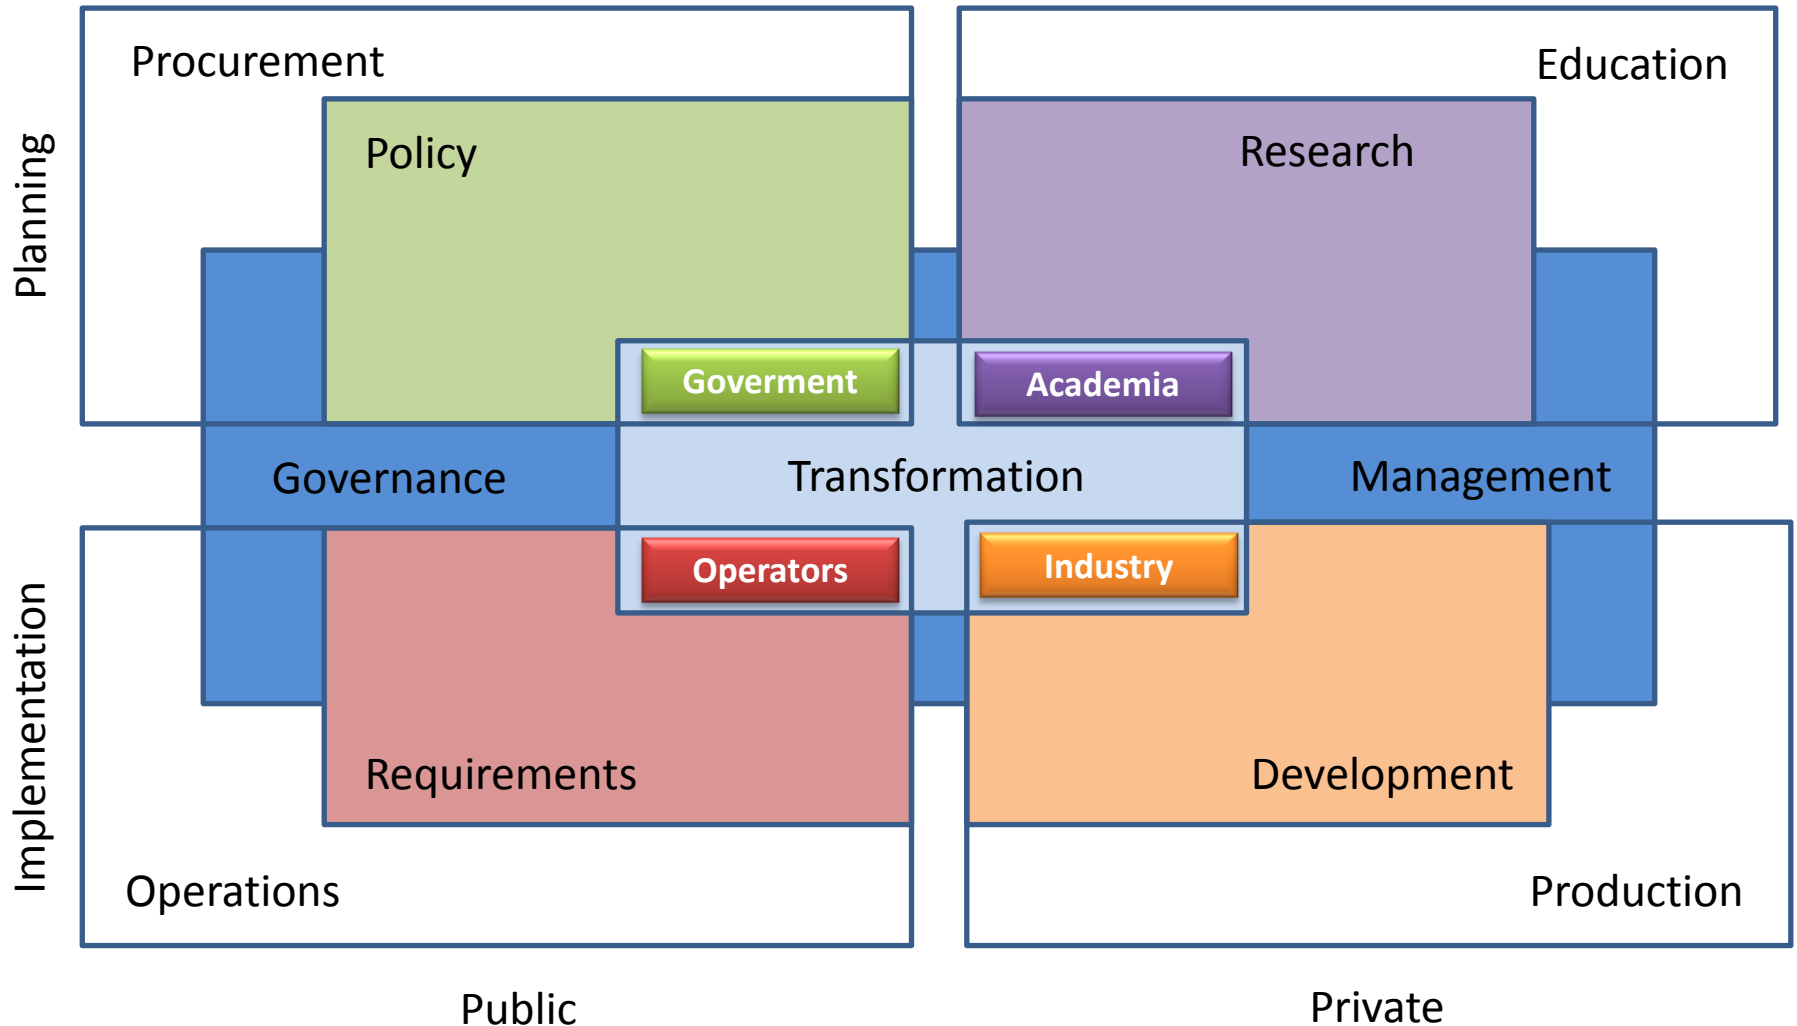 Procurement
Education
Policy
Research
Planning
Goverment
Academia
Governance
Transformation
Management
Operators
Industry
Implementation
Requirements
Development
Operations
Production
Public
Private